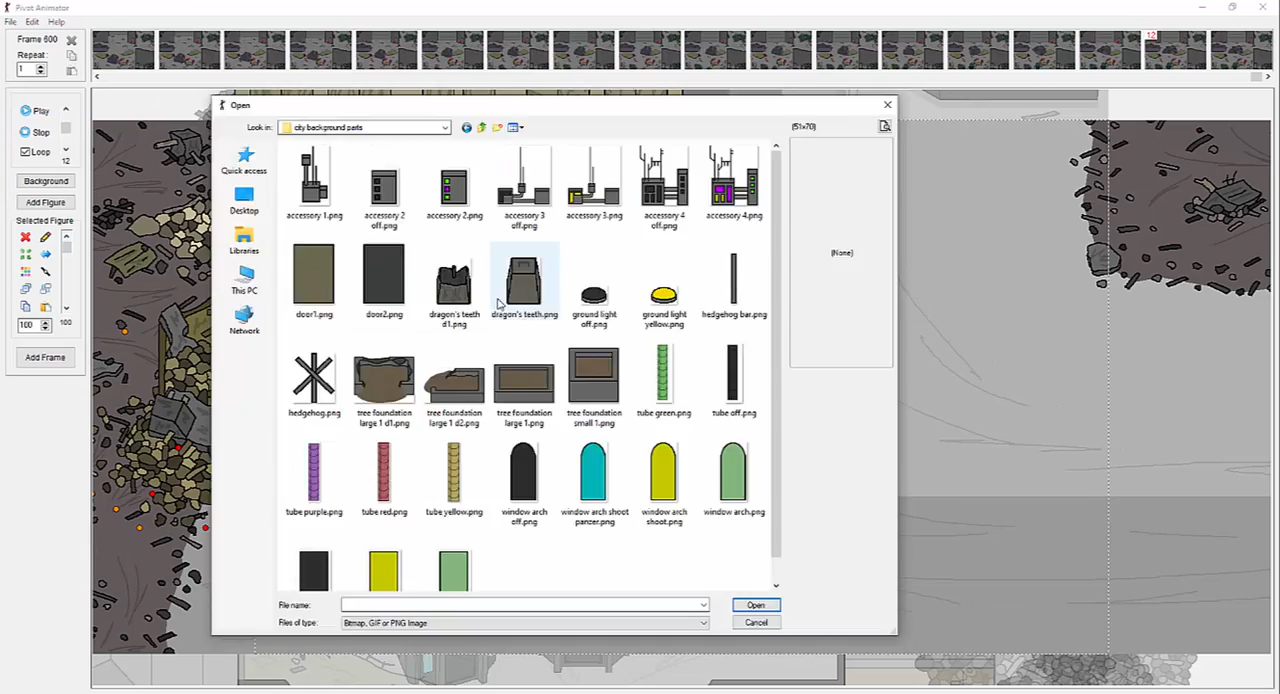 Pivot Animator
File Edit Help
Frame 600
Repeat:
1
12
Play
Stop
Loop
12
Background
Add Figure
Selected Figure
100 100
Add Frame
Open
Look in: city background parts
(51x70)
(None)
Quick access
Desktop
Libraries
This PC
Network
accessory 1.png accessory 2 off.png accessory 2.png accessory 3 off.png accessory 3.png accessory 4 off.png accessory 4.png
door1.png door2.png dragon's teeth d1.png dragon's teeth.png ground light off.png ground light yellow.png hedgehog bar.png
hedgehog.png tree foundation large 1 d1.png tree foundation large 1 d2.png tree foundation large 1.png tree foundation small 1.png tube green.png tube off.png
tube purple.png tube red.png tube yellow.png window arch off.png window arch shoot panzer.png window arch shoot.png window arch.png
File name:
Open
Files of type: Bitmap, GIF or PNG Image
Cancel